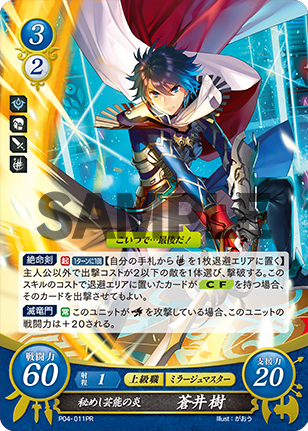 3
2
SAMPLE
こいつで…最後だ!
絶命剣 起 1ターンに1回 【自分の手札から を1枚退避エリアに置く】
主人公以外で出撃コストが2以下の敵を1体選び、撃破する。この
スキルのコストで退避エリアに置いたカードが CF を持つ場合、
そのカードを出撃させてもよい。
滅竜門 常 このユニットが を攻撃している場合、このユニットの
戦闘力は+20される。
戦闘力
60
射程 1 上級職 ミラージュマスター
支援力
20
秘めし芸能の炎 蒼井樹
P04-011PR
Illust:がおう